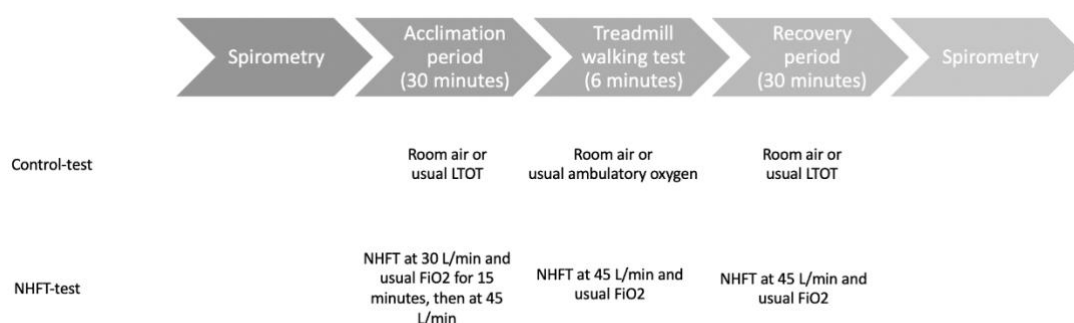 Spirometry
Acclimation
period
(30 minutes)
Treadmill
walking test
(6 minutes)
Recovery
period
(30 minutes)
Spirometry
Control-test
Room air or
usual LTOT
Room air or
usual ambulatory oxygen
Room air or
usual LTOT
NHFT-test
NHFT at 30 L/min and
usual FiO2 for 15
minutes, then at 45
L/min
NHFT at 45 L/min and
usual FiO2
NHFT at 45 L/min and
usual FiO2